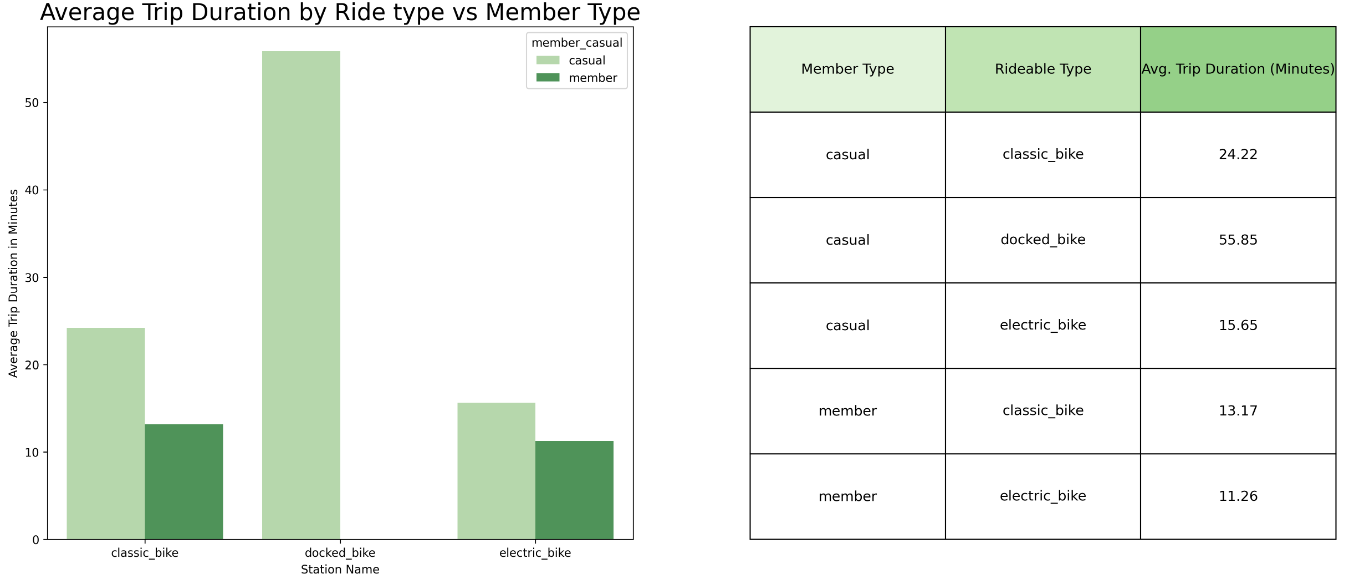 Average Trip Duration by Ride type vs Member Type
member_casual
casual
member
Average Trip Duration in Minutes
50
40
30
20
10
0
classic_bike docked_bike electric_bike
Station Name
Member Type Rideable Type Avg. Trip Duration (Minutes)
casual classic_bike 24.22
casual docked_bike 55.85
casual electric_bike 15.65
member classic_bike 13.17
member electric_bike 11.26